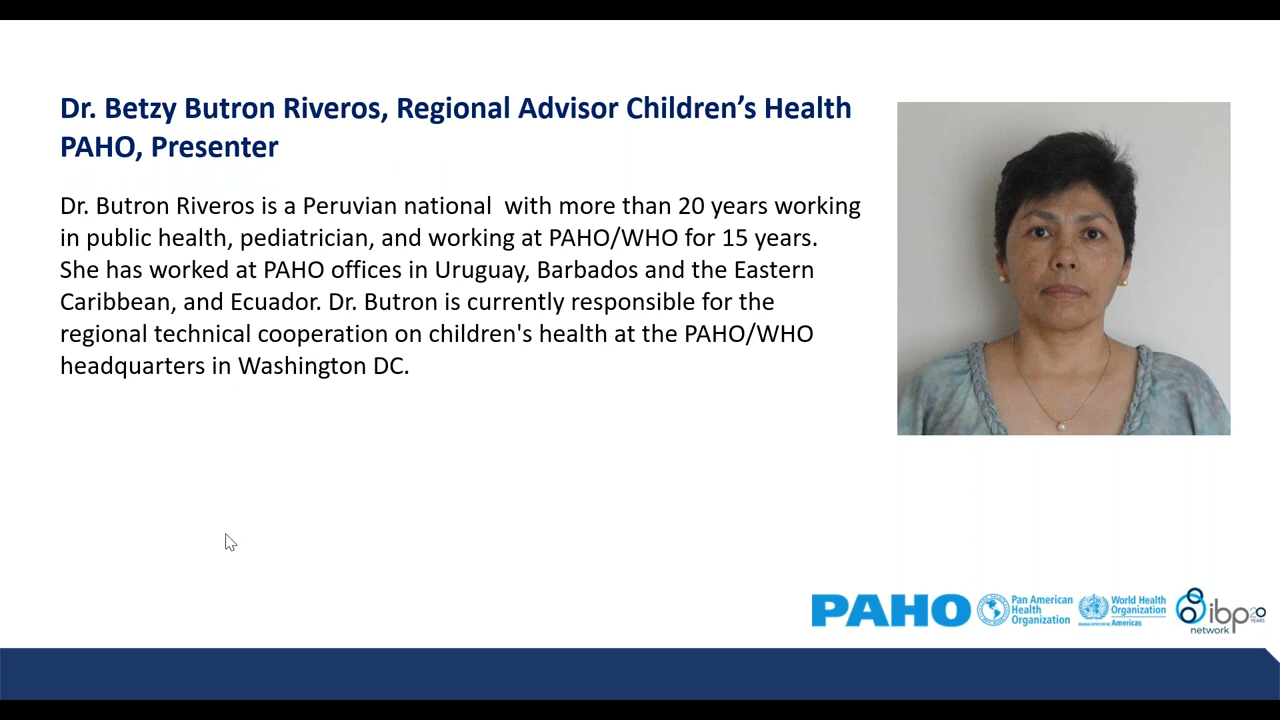 Dr. Betzy Butron Riveros, Regional Advisor Children’s Health
PAHO, Presenter
Dr. Butron Riveros is a Peruvian national  with more than 20 years working
in public health, pediatrician, and working at PAHO/WHO for 15 years.
She has worked at PAHO offices in Uruguay, Barbados and the Eastern
Caribbean, and Ecuador. Dr. Butron is currently responsible for the
regional technical cooperation on children's health at the PAHO/WHO
headquarters in Washington DC.
PAHO
Pan American
Health
Organization
World Health
Organization
Americas
ibp
network
20
YEARS